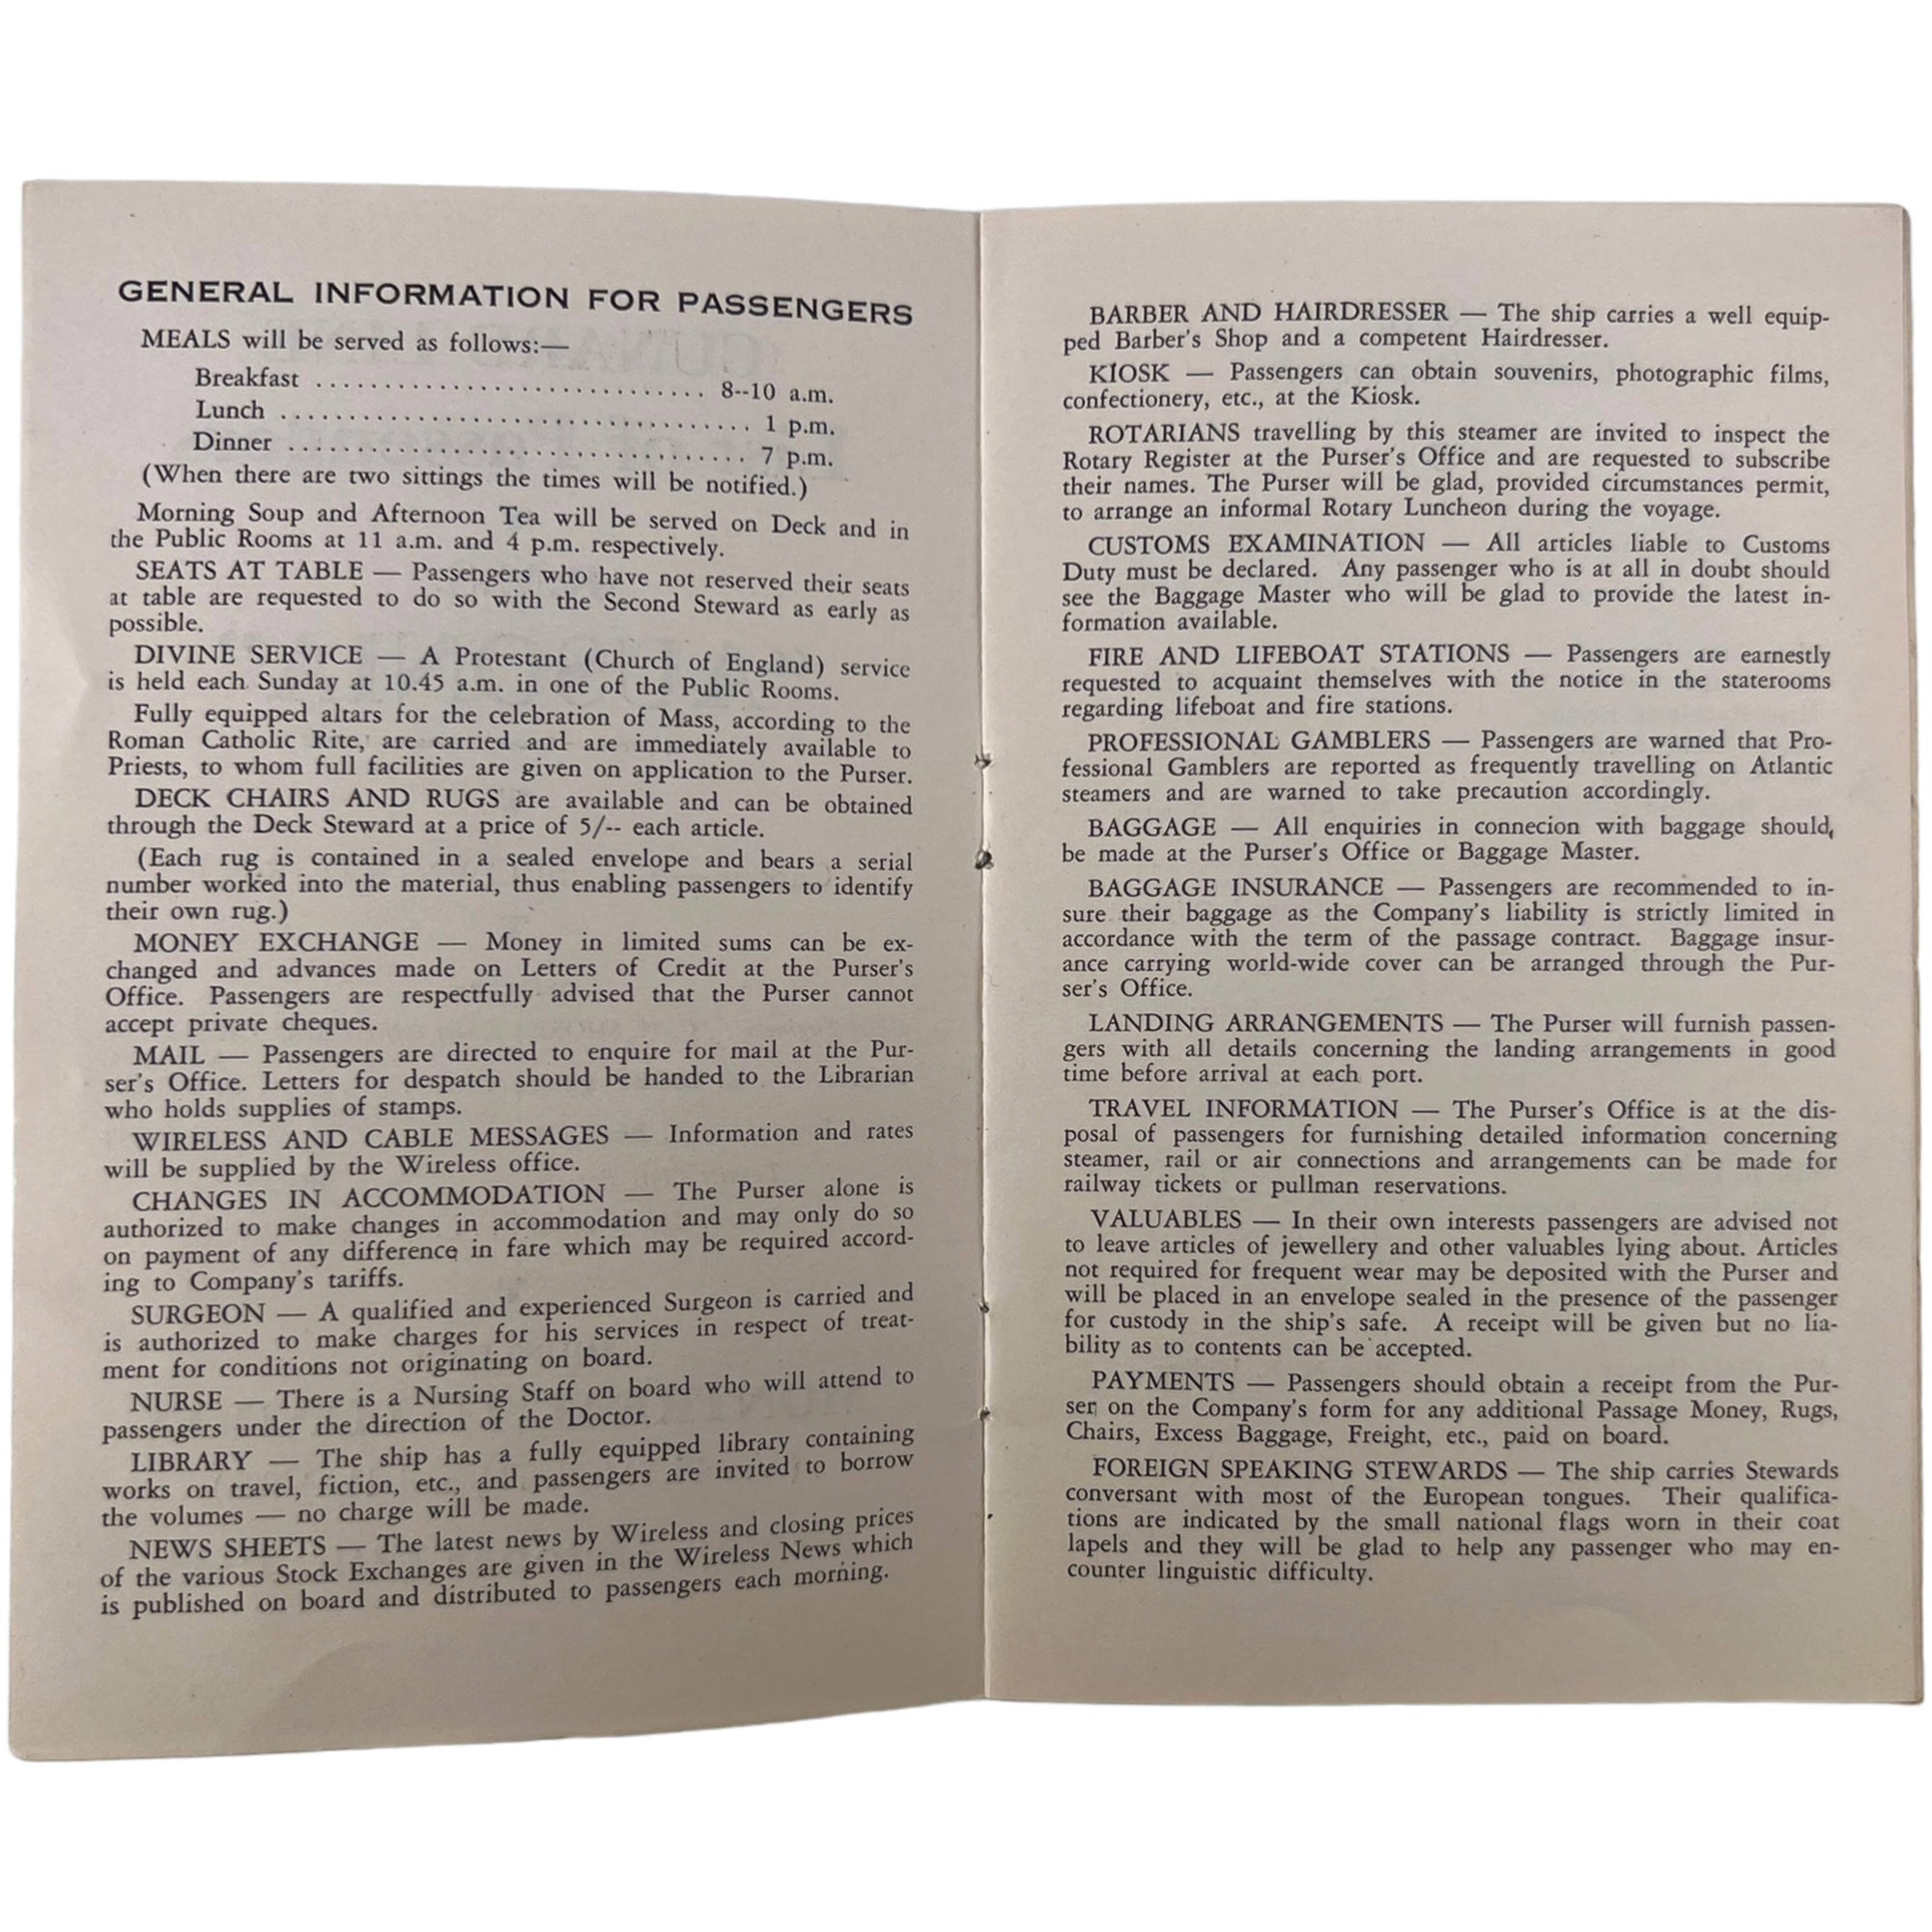 GENERAL INFORMATION FOR PASSENGERS
MEALS will be served as follows:—
Breakfast ............................ 8--10 a.m.
Lunch .................................. 1 p.m.
Dinner ................................. 7 p.m.
(When there are two sittings the times will be notified.)
Morning Soup and Afternoon Tea will be served on Deck and in
the Public Rooms at 11 a.m. and 4 p.m. respectively.
SEATS AT TABLE — Passengers who have not reserved their seats
at table are requested to do so with the Second Steward as early as
possible.
DIVINE SERVICE — A Protestant (Church of England) service
is held each Sunday at 10.45 a.m. in one of the Public Rooms.
Fully equipped altars for the celebration of Mass, according to the
Roman Catholic Rite, are carried and are immediately available to
Priests, to whom full facilities are given on application to the Purser.
DECK CHAIRS AND RUGS are available and can be obtained
through the Deck Steward at a price of 5/-- each article.
(Each rug is contained in a sealed envelope and bears a serial
number worked into the material, thus enabling passengers to identify
their own rug.)
MONEY EXCHANGE — Money in limited sums can be ex-
changed and advances made on Letters of Credit at the Purser's
Office. Passengers are respectfully advised that the Purser cannot
accept private cheques.
MAIL — Passengers are directed to enquire for mail at the Pur-
ser's Office. Letters for despatch should be handed to the Librarian
who holds supplies of stamps.
WIRELESS AND CABLE MESSAGES — Information and rates
will be supplied by the Wireless office.
CHANGES IN ACCOMMODATION — The Purser alone is
authorized to make changes in accommodation and may only do so
on payment of any difference in fare which may be required accord-
ing to Company's tariffs.
SURGEON — A qualified and experienced Surgeon is carried and
is authorized to make charges for his services in respect of treat-
ment for conditions not originating on board.
NURSE — There is a Nursing Staff on board who will attend to
passengers under the direction of the Doctor.
LIBRARY — The ship has a fully equipped library containing
works on travel, fiction, etc., and passengers are invited to borrow
the volumes — no charge will be made.
NEWS SHEETS — The latest news by Wireless and closing prices
of the various Stock Exchanges are given in the Wireless News which
is published on board and distributed to passengers each morning.
BARBER AND HAIRDRESSER — The ship carries a well equip-
ped Barber's Shop and a competent Hairdresser.
KIOSK — Passengers can obtain souvenirs, photographic films,
confectionery, etc., at the Kiosk.
ROTARIANS travelling by this steamer are invited to inspect the
Rotary Register at the Purser's Office and are requested to subscribe
their names. The Purser will be glad, provided circumstances permit,
to arrange an informal Rotary Luncheon during the voyage.
CUSTOMS EXAMINATION — All articles liable to Customs
Duty must be declared. Any passenger who is at all in doubt should
see the Baggage Master who will be glad to provide the latest in-
formation available.
FIRE AND LIFEBOAT STATIONS — Passengers are earnestly
requested to acquaint themselves with the notice in the staterooms
regarding lifeboat and fire stations.
PROFESSIONAL GAMBLERS — Passengers are warned that Pro-
fessional Gamblers are reported as frequently travelling on Atlantic
steamers and are warned to take precaution accordingly.
BAGGAGE — All enquiries in connecion with baggage should,
be made at the Purser's Office or Baggage Master.
BAGGAGE INSURANCE — Passengers are recommended to in-
sure their baggage as the Company's liability is strictly limited in
accordance with the term of the passage contract. Baggage insur-
ance carrying world-wide cover can be arranged through the Pur-
ser's Office.
LANDING ARRANGEMENTS — The Purser will furnish passen-
gers with all details concerning the landing arrangements in good
time before arrival at each port.
TRAVEL INFORMATION — The Purser's Office is at the dis-
posal of passengers for furnishing detailed information concerning
steamer, rail or air connections and arrangements can be made for
railway tickets or pullman reservations.
VALUABLES — In their own interests passengers are advised not
to leave articles of jewellery and other valuables lying about. Articles
not required for frequent wear may be deposited with the Purser and
will be placed in an envelope sealed in the presence of the passenger
for custody in the ship's safe. A receipt will be given but no lia-
bility as to contents can be accepted.
PAYMENTS — Passengers should obtain a receipt from the Pur-
ser on the Company's form for any additional Passage Money, Rugs,
Chairs, Excess Baggage, Freight, etc., paid on board.
FOREIGN SPEAKING STEWARDS — The ship carries Stewards
conversant with most of the European tongues. Their qualifica-
tions are indicated by the small national flags worn in their coat
lapels and they will be glad to help any passenger who may en-
counter linguistic difficulty.